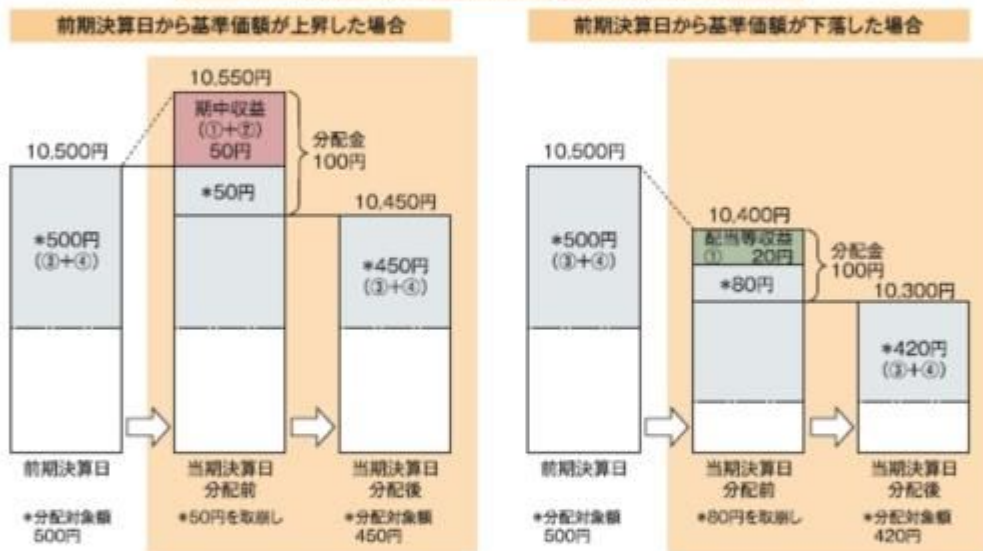 前期決算日から基準価額が上昇した場合
10,550円
期中収益
(①+②)
50円
分配金
100円
10,500円
*50円
10,450円
*500円
(③+④)
*450円
(③+④)
前期決算日
当期決算日
分配前
当期決算日
分配後
*分配対象額
500円
*50円を取崩し
*分配対象額
450円
前期決算日から基準価額が下落した場合
10,500円
10,400円
配当等収益
① 20円
分配金
100円
*500円
(③+④)
*80円
10,300円
*420円
(③+④)
前期決算日
当期決算日
分配前
当期決算日
分配後
*分配対象額
500円
*80円を取崩し
*分配対象額
420円